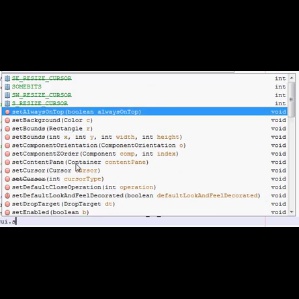 SE_RESIZE_CURSOR int
SOMEBITS int
SW_RESIZE_CURSOR int
S_RESIZE_CURSOR int
setAlwaysOnTop(boolean alwaysOnTop) void
setBackground(Color c) void
setBounds(Rectangle r) void
setBounds(int x, int y, int width, int height) void
setComponentOrientation(ComponentOrientation o) void
setComponentZOrder(Component comp, int index) void
setContentPane(Container contentPane) void
setCursor(Cursor cursor) void
setCursor(int cursorType) void
setDefaultCloseOperation(int operation) void
setDefaultLookAndFeelDecorated(boolean defaultLookAndFeelDecorated) void
setDropTarget(DropTarget dt) void
setEnabled(boolean b) void
ui.s